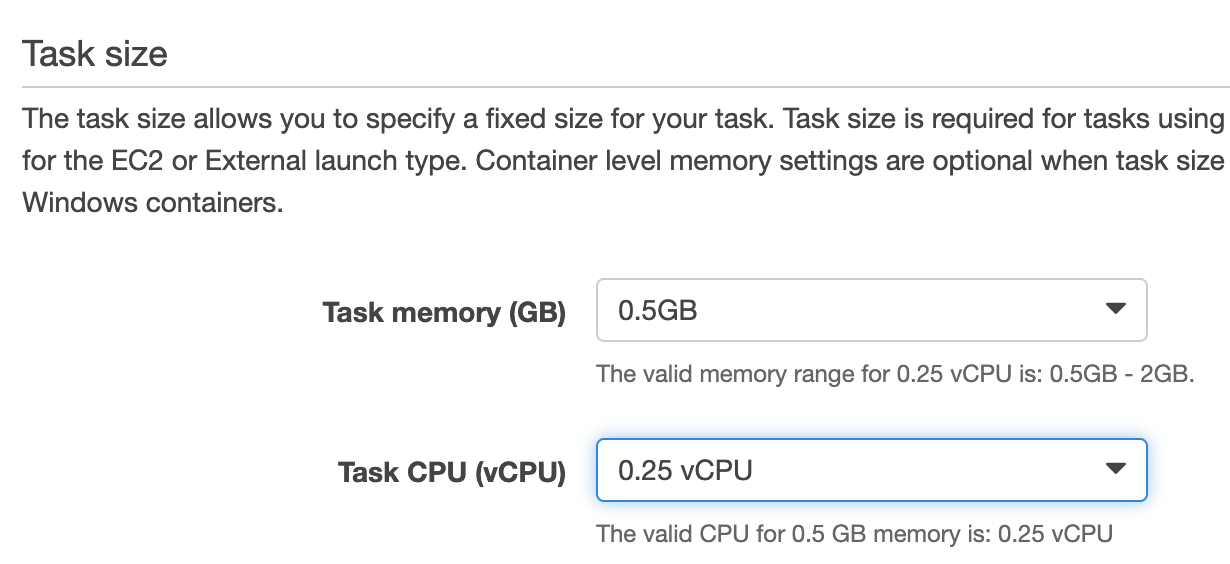 Task size
The task size allows you to specify a fixed size for your task. Task size is required for tasks using
for the EC2 or External launch type. Container level memory settings are optional when task size
Windows containers.
Task memory (GB)
0.5GB
The valid memory range for 0.25 vCPU is: 0.5GB - 2GB.
Task CPU (vCPU)
0.25 vCPU
The valid CPU for 0.5 GB memory is: 0.25 vCPU